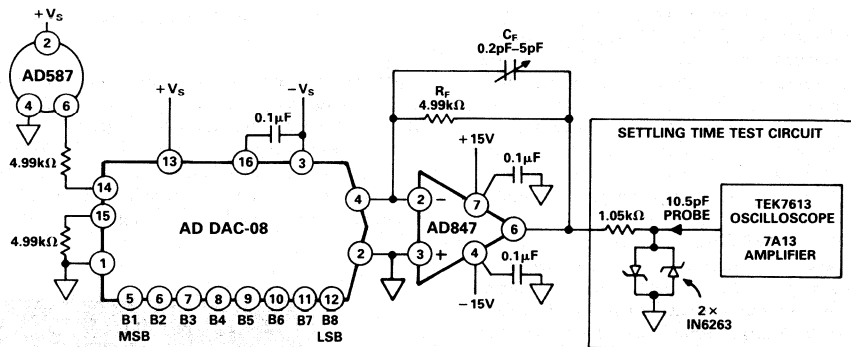 +VS
2
AD587
4 6
4.99kΩ
+VS
-VS
0.1μF
13 16 3
14
15
4.99kΩ
1
AD DAC-08
4
2
5 6 7 8 9 10 11 12
B1 B2 B3 B4 B5 B6 B7 B8
MSB LSB
CF
0.2pF–5pF
RF
4.99kΩ
+15V
0.1μF
2 − 7
AD847
6
3 + 4
0.1μF
−15V
SETTLING TIME TEST CIRCUIT
1.05kΩ
10.5pF
PROBE
TEK7613
OSCILLOSCOPE
7A13
AMPLIFIER
2 ×
IN6263